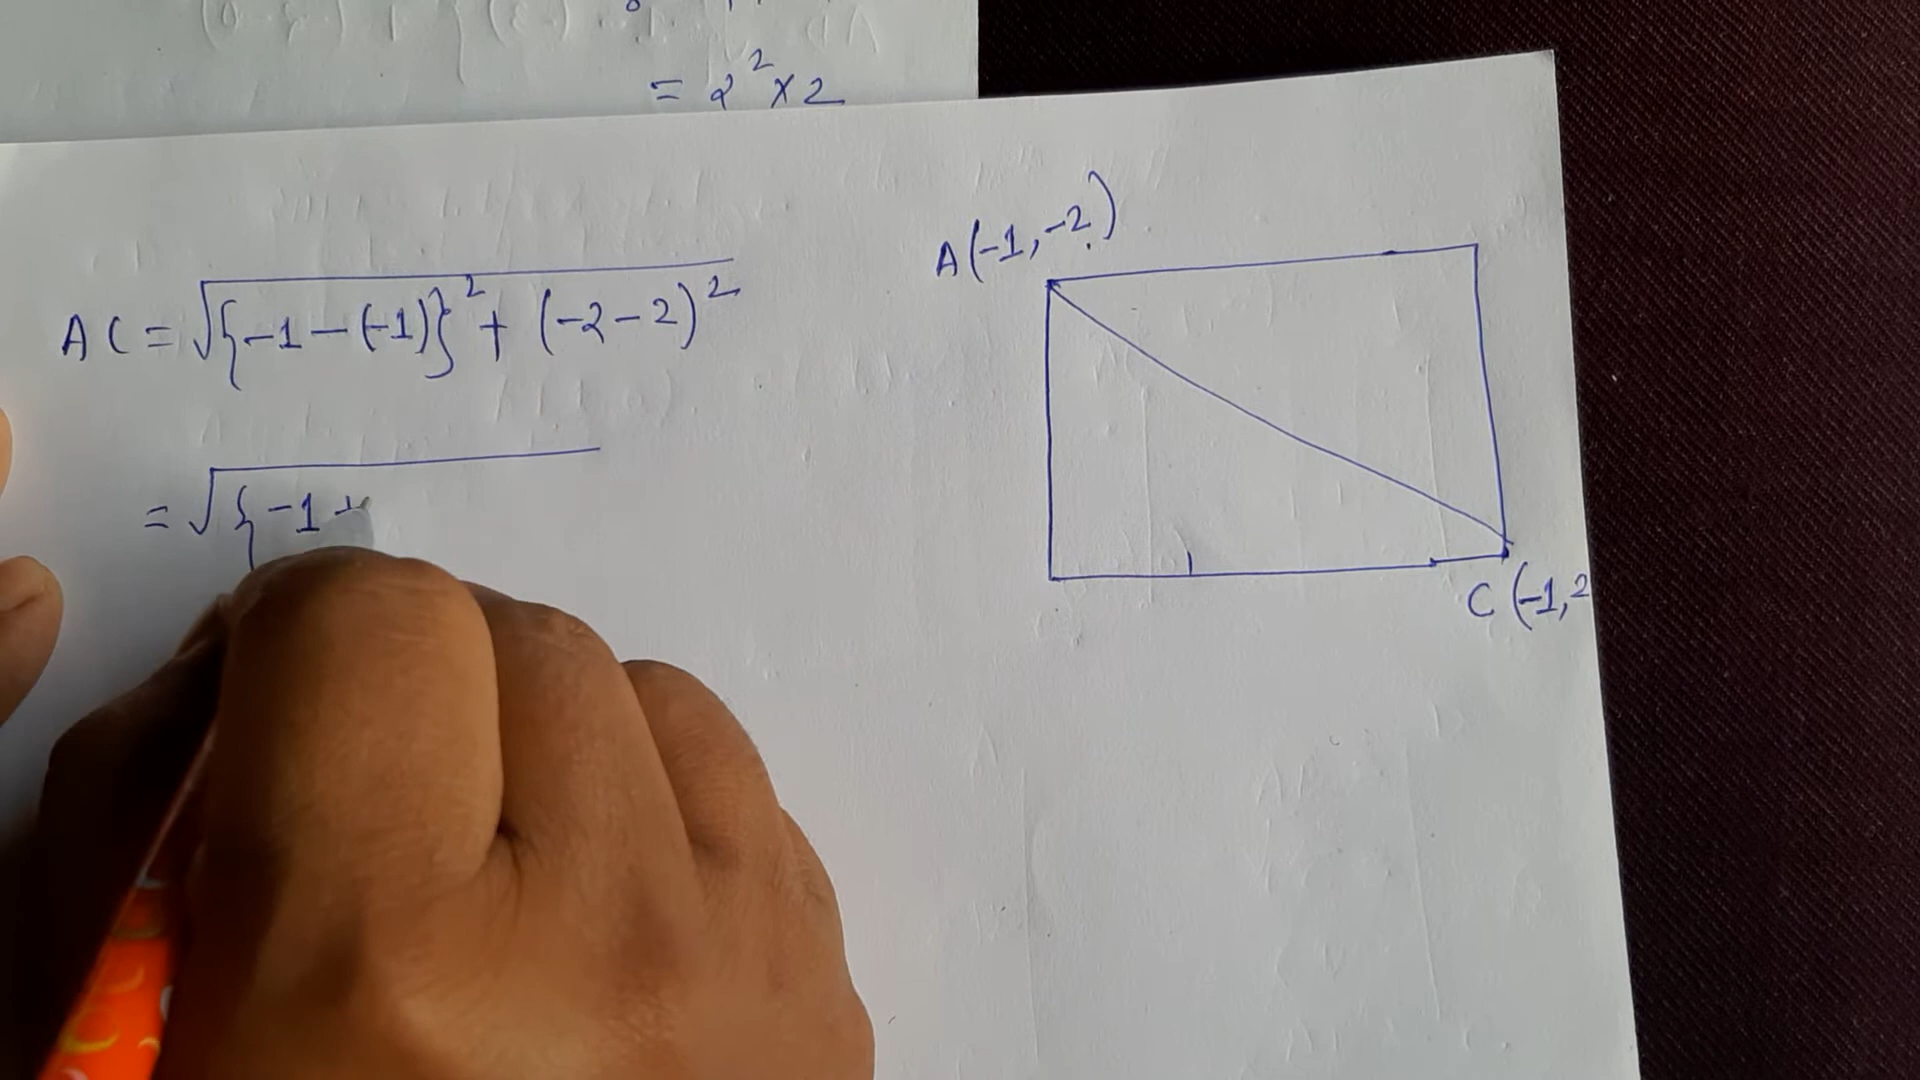 = 2² × 2
A(-1, -2)
AC = √{-1 - (-1)}² + (-2 - 2)²
= √{-1 +
C (-1, 2